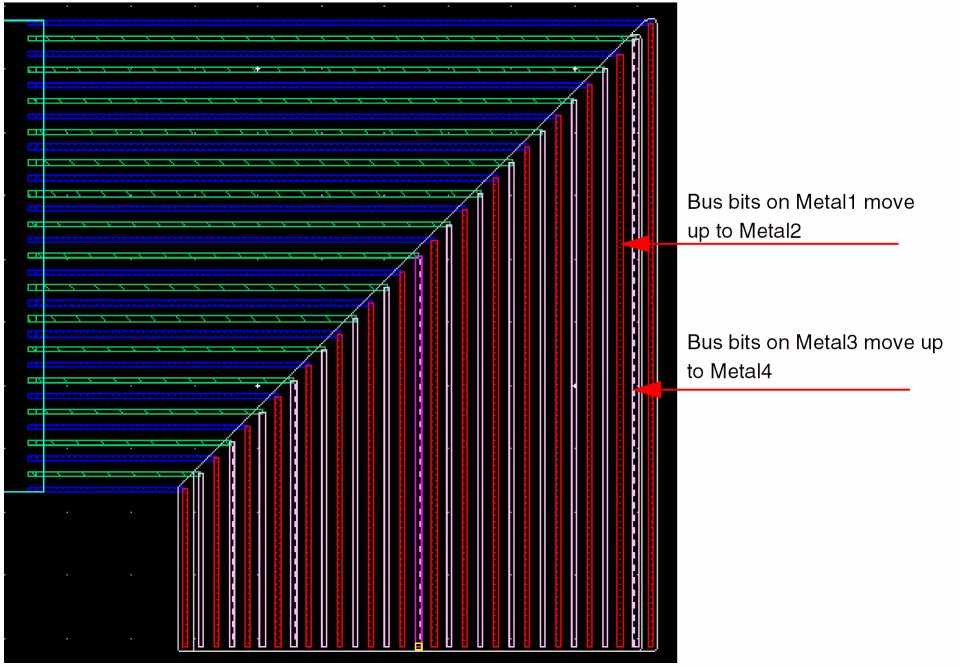 Bus bits on Metal1 move
up to Metal2
Bus bits on Metal3 move up
to Metal4